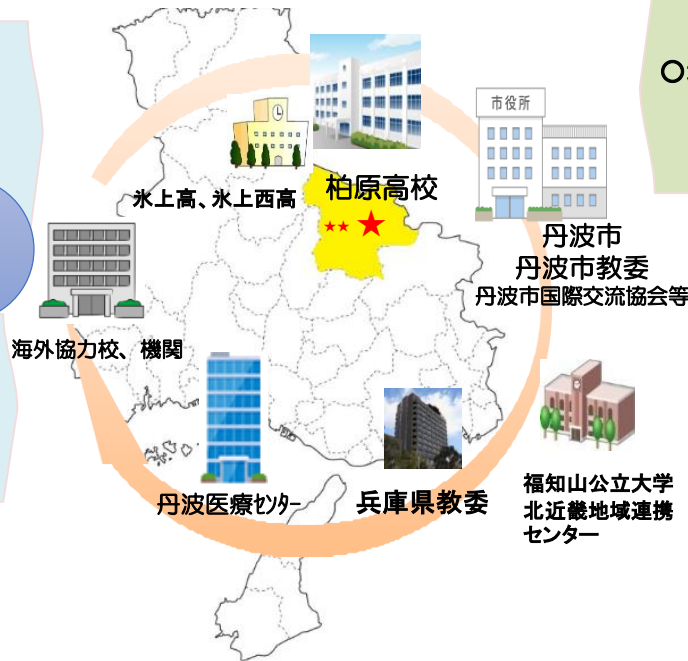 〇
市役所
柏原高校
氷上高、氷上西高
丹波市
丹波市教委
丹波市国際交流協会等
海外協力校、機関
福知山公立大学
北近畿地域連携
センター
丹波医療センター
兵庫県教委